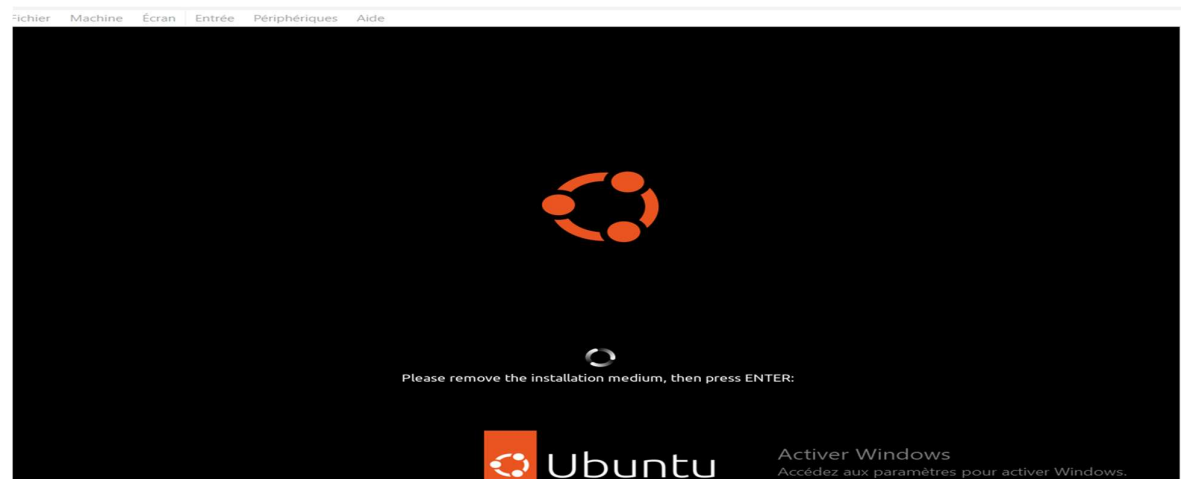 Fichier Machine Écran Entrée Périphériques Aide
Please remove the installation medium, then press ENTER:
Ubuntu
Activer Windows
Accédez aux paramètres pour activer Windows.